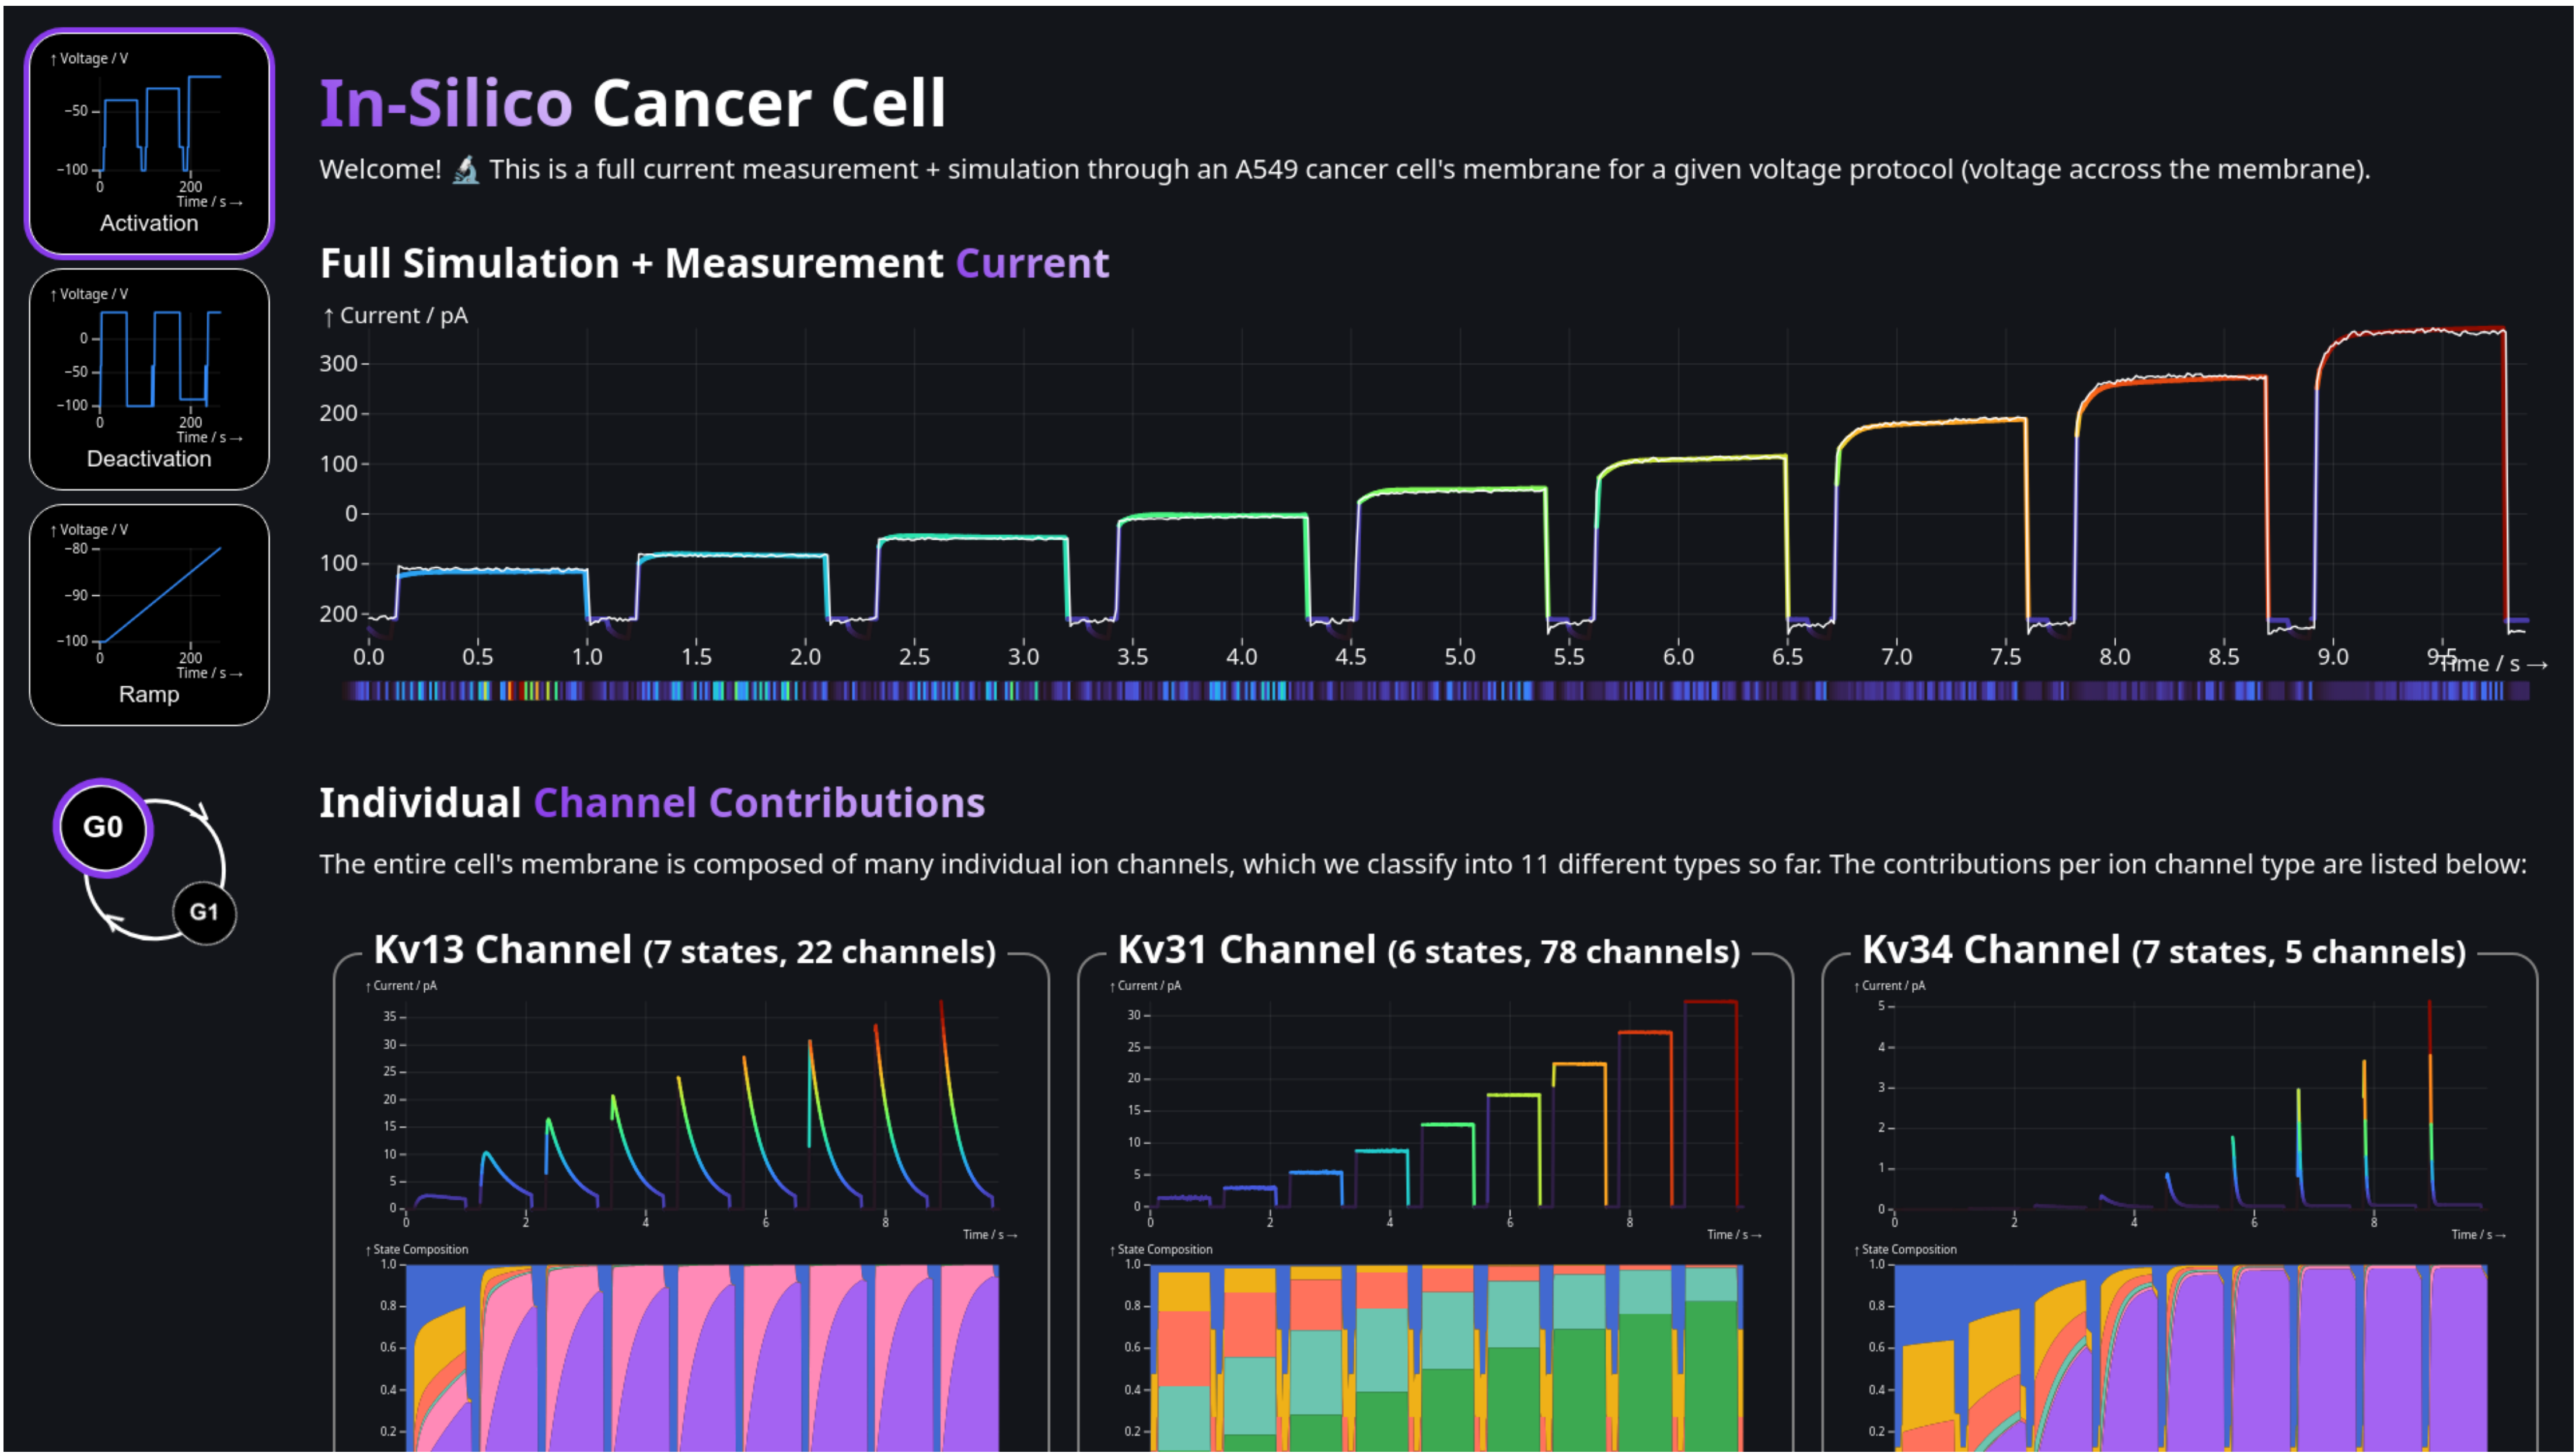 ↑ Voltage / V
−50
−100
0
200
Time / s →
Activation
↑ Voltage / V
0
−50
−100
0
200
Time / s →
Deactivation
↑ Voltage / V
−80
−90
−100
0
200
Time / s →
Ramp
G0
G1
In-Silico Cancer Cell
Welcome! 🔬 This is a full current measurement + simulation through an A549 cancer cell's membrane for a given voltage protocol (voltage accross the membrane).
Full Simulation + Measurement Current
↑ Current / pA
300
200
100
0
100
200
0.0 0.5 1.0 1.5 2.0 2.5 3.0 3.5 4.0 4.5 5.0 5.5 6.0 6.5 7.0 7.5 8.0 8.5 9.0 9.5
Time / s →
Individual Channel Contributions
The entire cell's membrane is composed of many individual ion channels, which we classify into 11 different types so far. The contributions per ion channel type are listed below:
Kv13 Channel (7 states, 22 channels)
↑ Current / pA
35
30
25
20
15
10
5
0
0 2 4 6 8
Time / s →
↑ State Composition
1.0
0.8
0.6
0.4
0.2
Kv31 Channel (6 states, 78 channels)
↑ Current / pA
30
25
20
15
10
5
0
0 2 4 6 8
Time / s →
↑ State Composition
1.0
0.8
0.6
0.4
0.2
Kv34 Channel (7 states, 5 channels)
↑ Current / pA
5
4
3
2
1
0
0 2 4 6 8
Time / s →
↑ State Composition
1.0
0.8
0.6
0.4
0.2